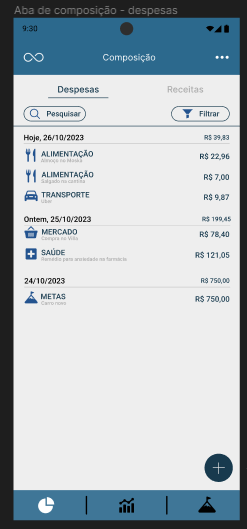 Aba de composição - despesas
9:30
Composição
Despesas
Receitas
Pesquisar
Filtrar
Hoje, 26/10/2023
R$ 39,83
ALIMENTAÇÃO
Almoço no Mosků
R$ 22,96
ALIMENTAÇÃO
Salgado na cantina
R$ 7,00
TRANSPORTE
Uber
R$ 9,87
Ontem, 25/10/2023
R$ 199,45
MERCADO
Compra no Villa
R$ 78,40
SAÚDE
Remédio para ansiedade na farmácia
R$ 121,05
24/10/2023
R$ 750,00
METAS
Carro novo
R$ 750,00